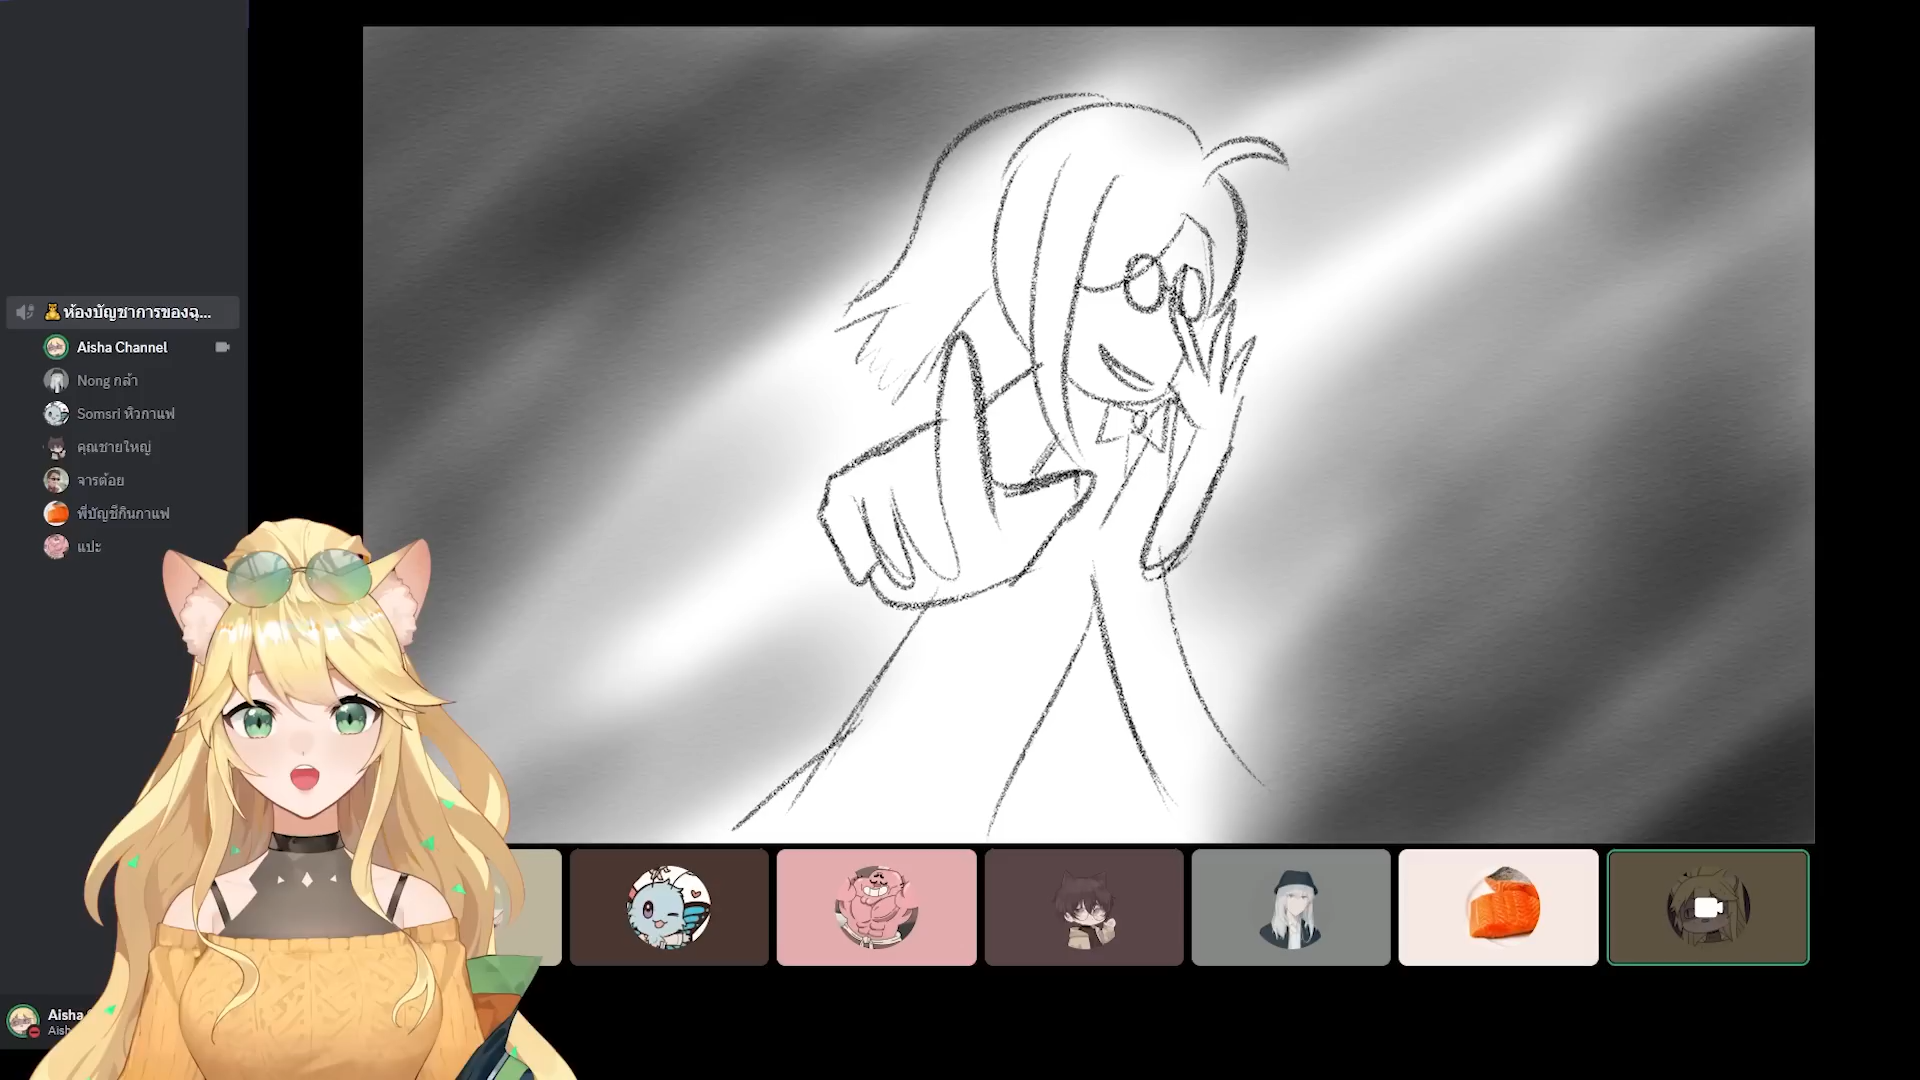 🧸ห้องบัญชาการของฉุ...
Aisha Channel
Nong กล้า
Somsri หิวกาแฟ
คุณชายใหญ่
จารต๋อย
พี่บัญชีกินกาแฟ
แปะ
Aisha
Aish